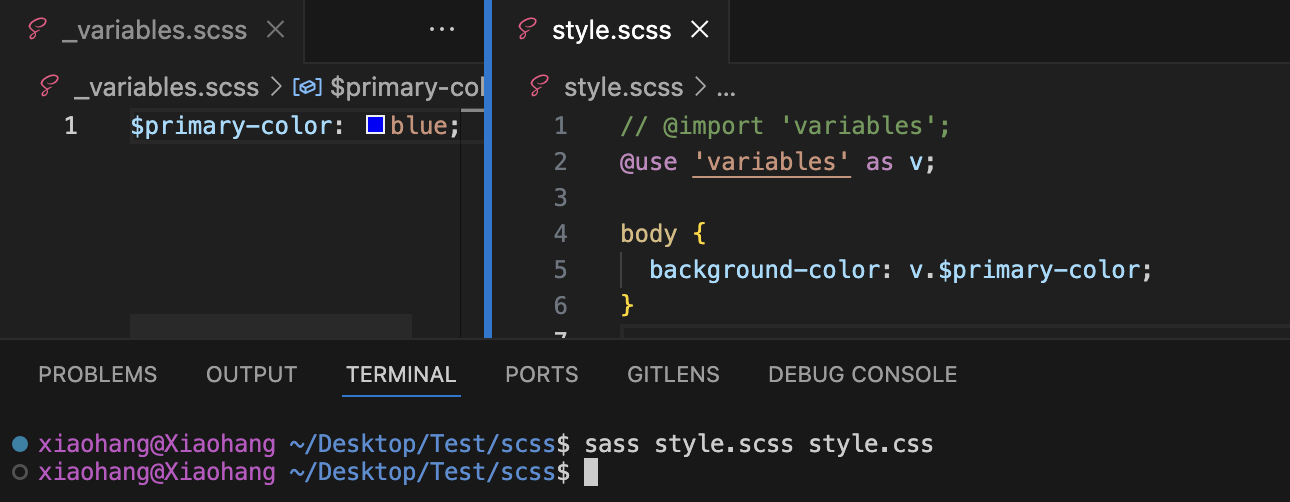 _variables.scss
_variables.scss > $primary-col
1 $primary-color: blue;
style.scss
style.scss > ...
1 // @import 'variables';
2 @use 'variables' as v;
3
4 body {
5 background-color: v.$primary-color;
6 }
7
PROBLEMS OUTPUT TERMINAL PORTS GITLENS DEBUG CONSOLE
xiaohang@Xiaohang ~/Desktop/Test/scss$ sass style.scss style.css
xiaohang@Xiaohang ~/Desktop/Test/scss$